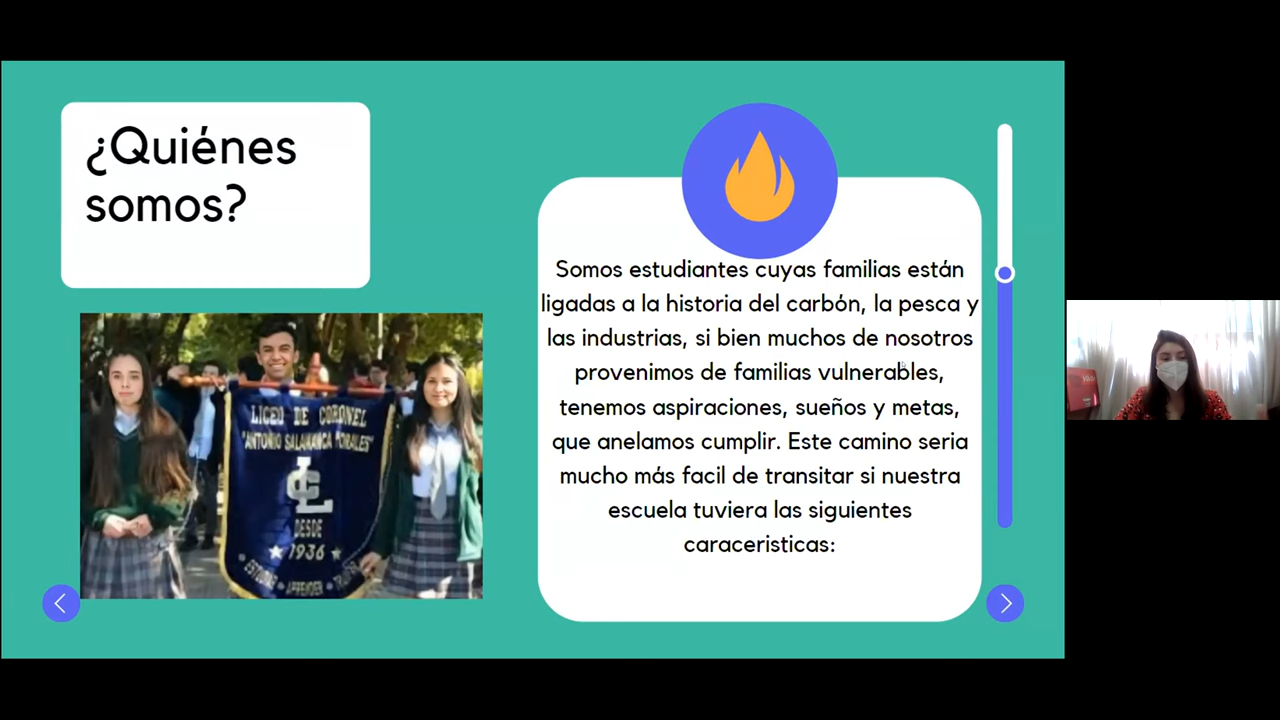 ¿Quiénes
somos?
Somos estudiantes cuyas familias están
ligadas a la historia del carbón, la pesca y
las industrias, si bien muchos de nosotros
provenimos de familias vulnerables,
tenemos aspiraciones, sueños y metas,
que anelamos cumplir. Este camino seria
mucho más facil de transitar si nuestra
escuela tuviera las siguientes
caraceristicas:
LICEO DE CORONEL
"ANTONIO SALAMANCA MORALES"
DESDE
1936
APRENDER